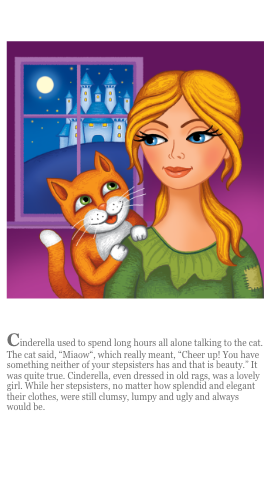 Cinderella used to spend long hours all alone talking to the cat.
The cat said, “Miaow“, which really meant, “Cheer up! You have
something neither of your stepsisters has and that is beauty.” It
was quite true. Cinderella, even dressed in old rags, was a lovely
girl. While her stepsisters, no matter how splendid and elegant
their clothes, were still clumsy, lumpy and ugly and always
would be.